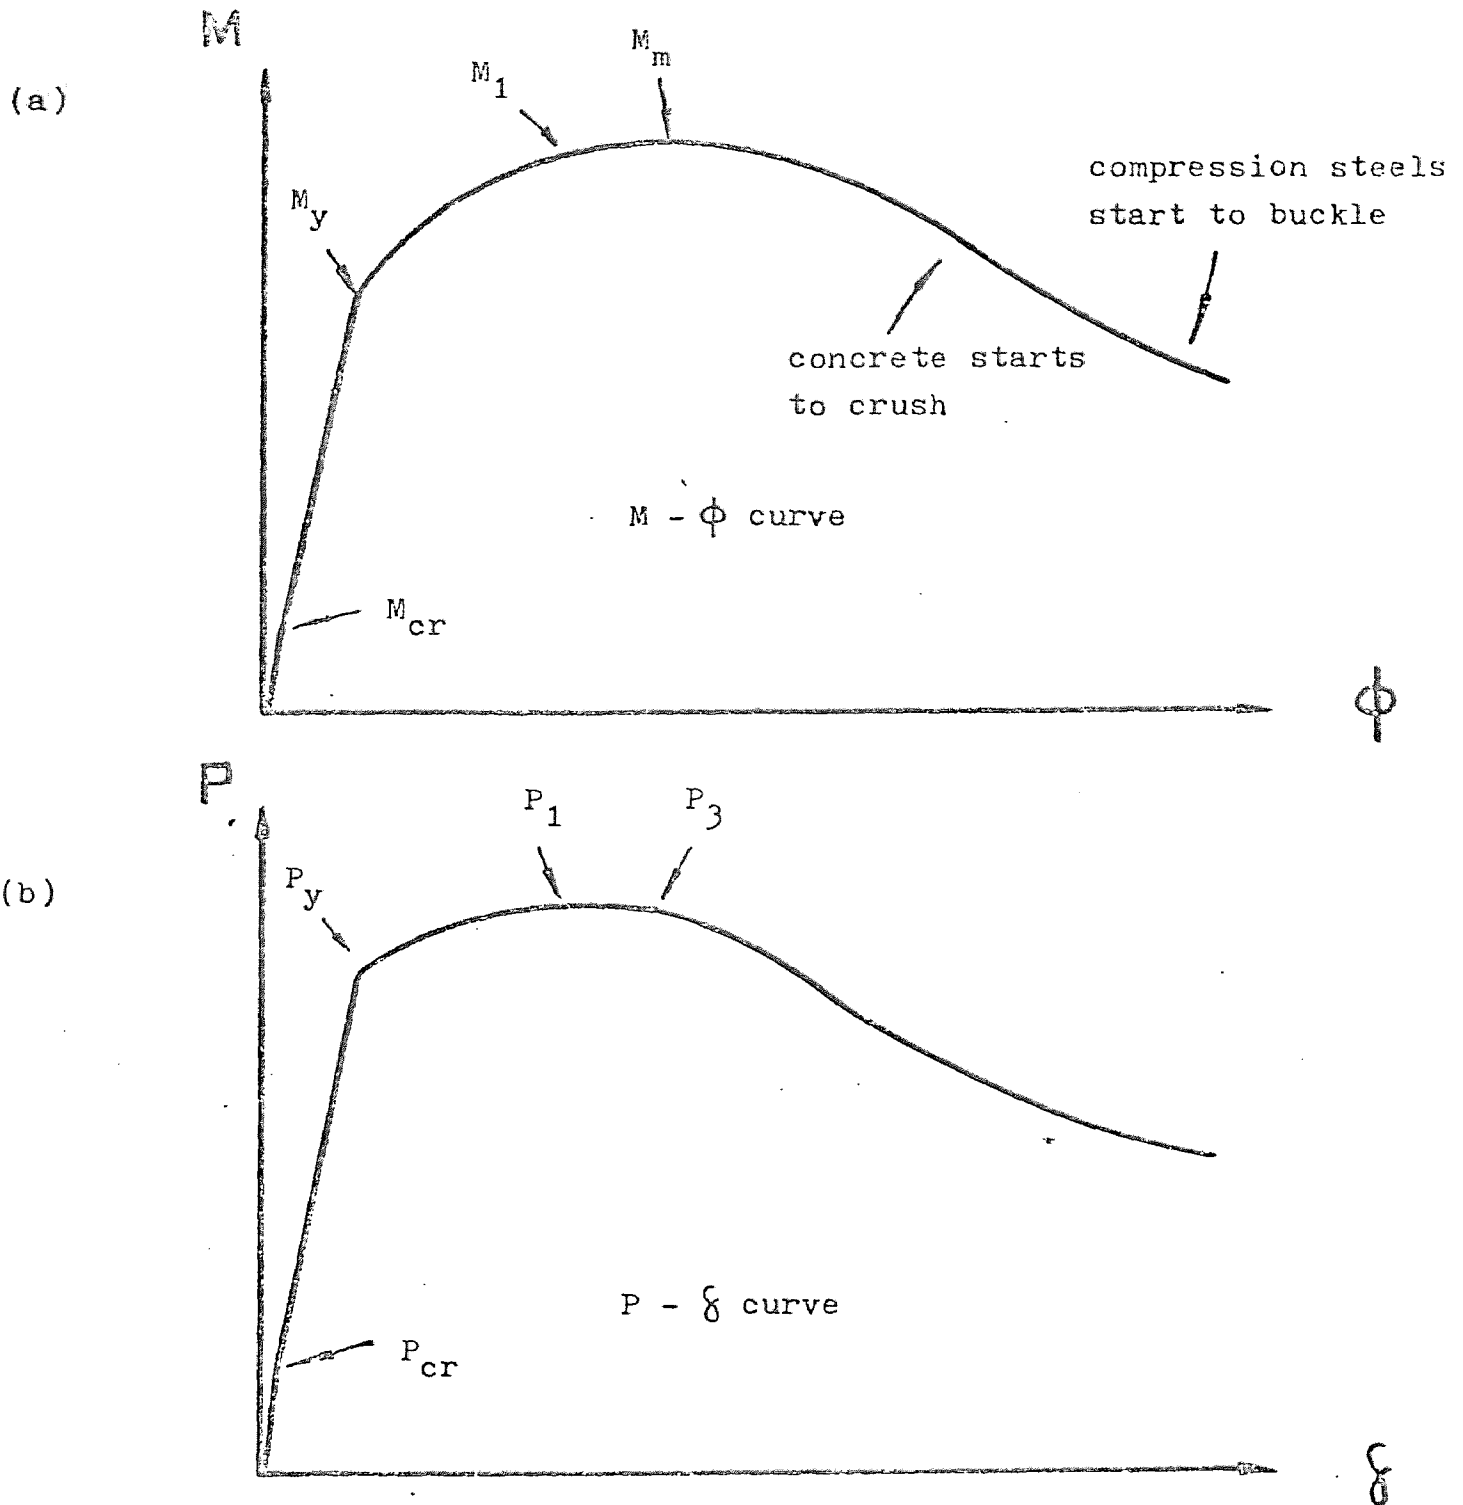 M
(a)
M_m
M_1
compression steels
start to buckle
M_y
concrete starts
to crush
M - ϕ curve
M_cr
ϕ
P
P_1
P_3
(b)
P_y
P - δ curve
P_cr
δ